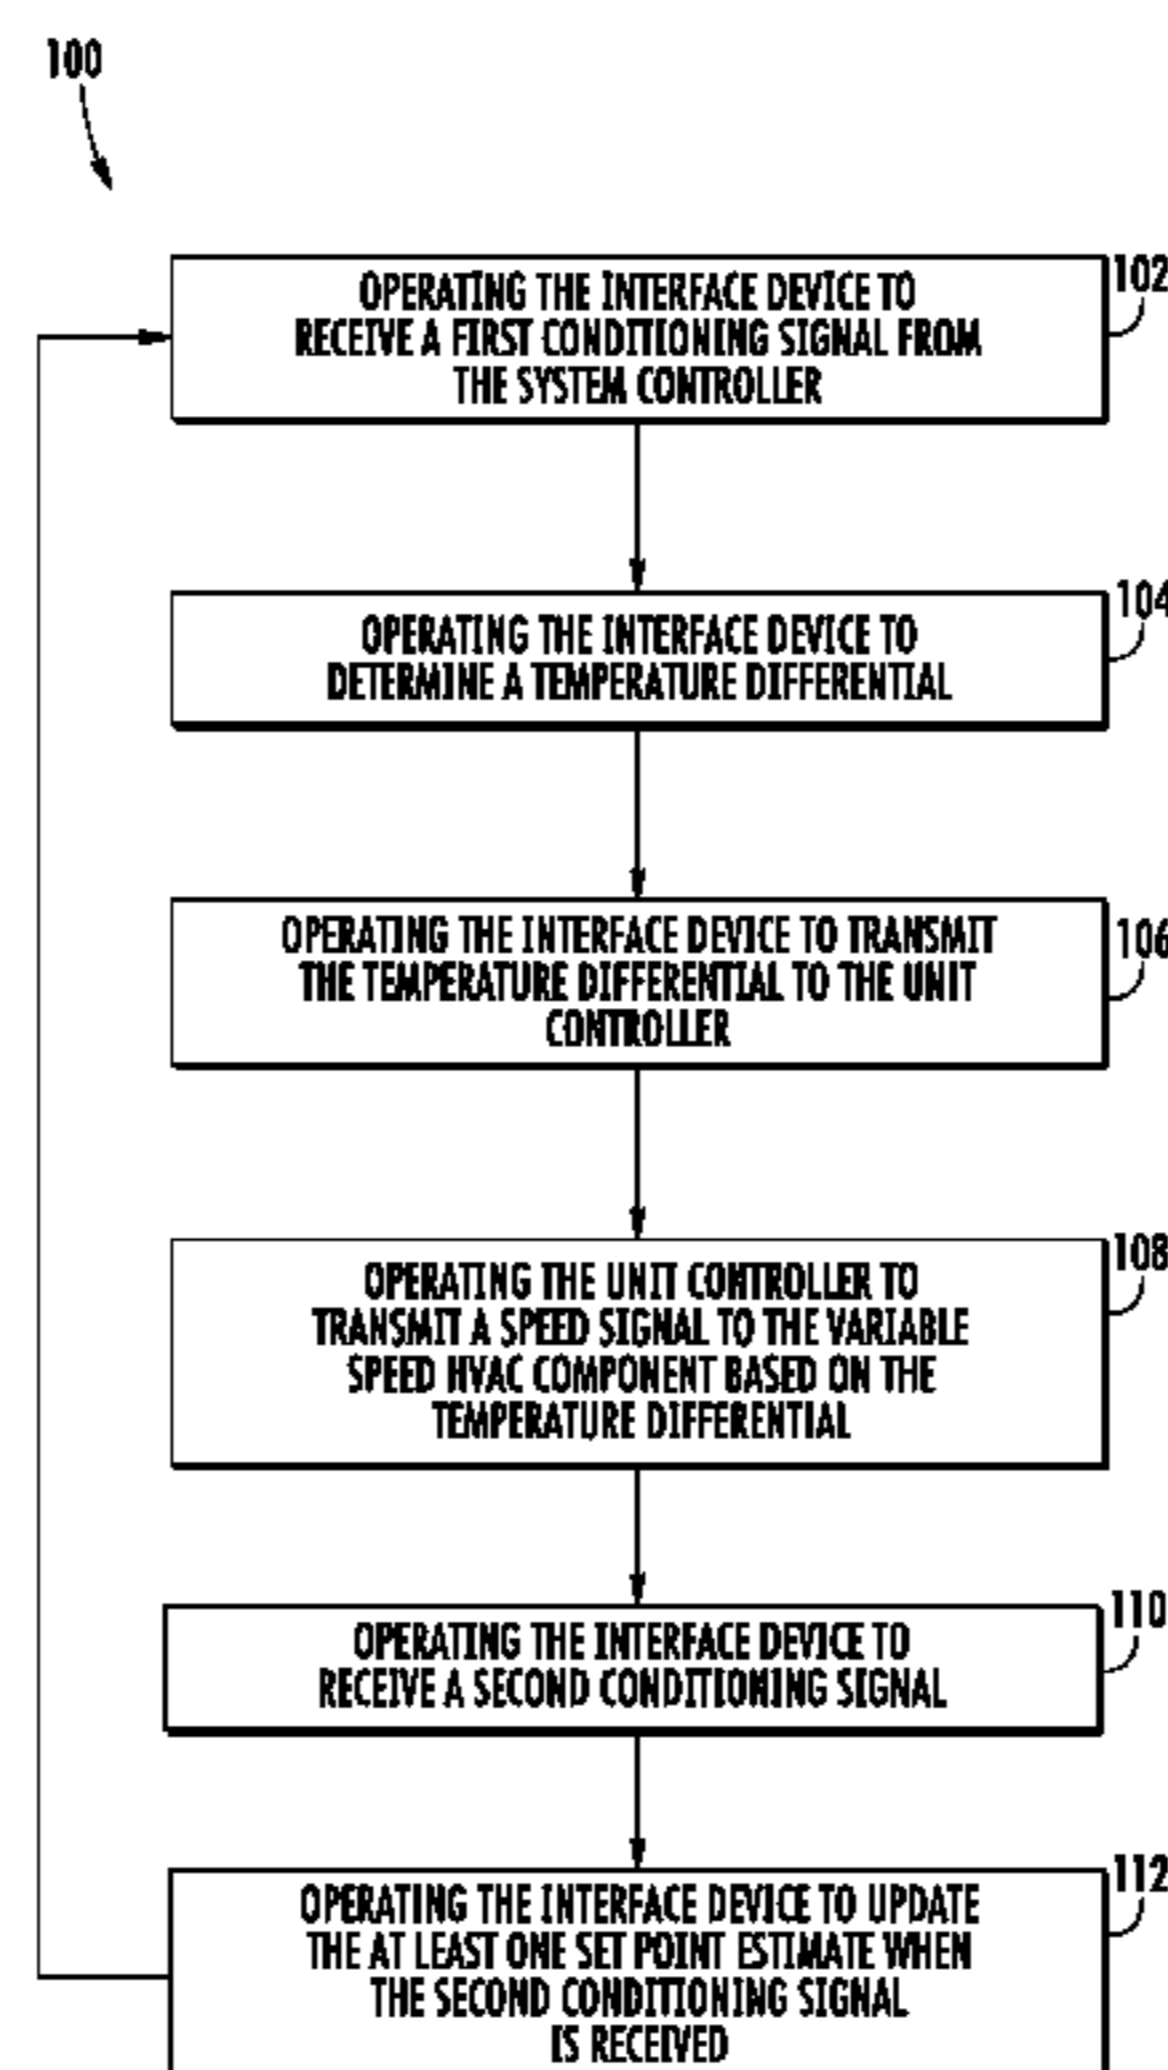 100
102
OPERATING THE INTERFACE DEVICE TO
RECEIVE A FIRST CONDITIONING SIGNAL FROM
THE SYSTEM CONTROLLER
104
OPERATING THE INTERFACE DEVICE TO
DETERMINE A TEMPERATURE DIFFERENTIAL
106
OPERATING THE INTERFACE DEVICE TO TRANSMIT
THE TEMPERATURE DIFFERENTIAL TO THE UNIT
CONTROLLER
108
OPERATING THE UNIT CONTROLLER TO
TRANSMIT A SPEED SIGNAL TO THE VARIABLE
SPEED HVAC COMPONENT BASED ON THE
TEMPERATURE DIFFERENTIAL
110
OPERATING THE INTERFACE DEVICE TO
RECEIVE A SECOND CONDITIONING SIGNAL
112
OPERATING THE INTERFACE DEVICE TO UPDATE
THE AT LEAST ONE SET POINT ESTIMATE WHEN
THE SECOND CONDITIONING SIGNAL
IS RECEIVED